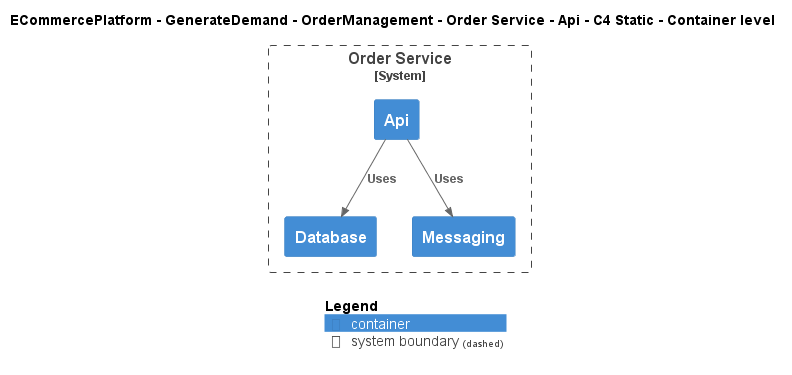 ECommercePlatform - GenerateDemand - OrderManagement - Order Service - Api - C4 Static - Container level
Order Service
[System]
Api
Uses
Uses
Database
Messaging
Legend
container
system boundary (dashed)